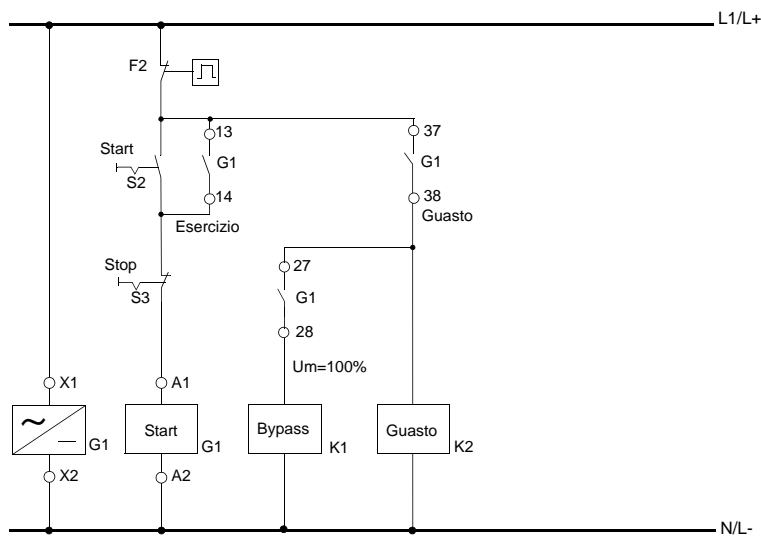 L1/L+
F2
13
37
Start
G1
G1
S2
14
38
Esercizio
Guasto
Stop
27
S3
G1
28
Um=100%
X1
A1
Start
Bypass
Guasto
G1
G1
K1
K2
X2
A2
N/L-